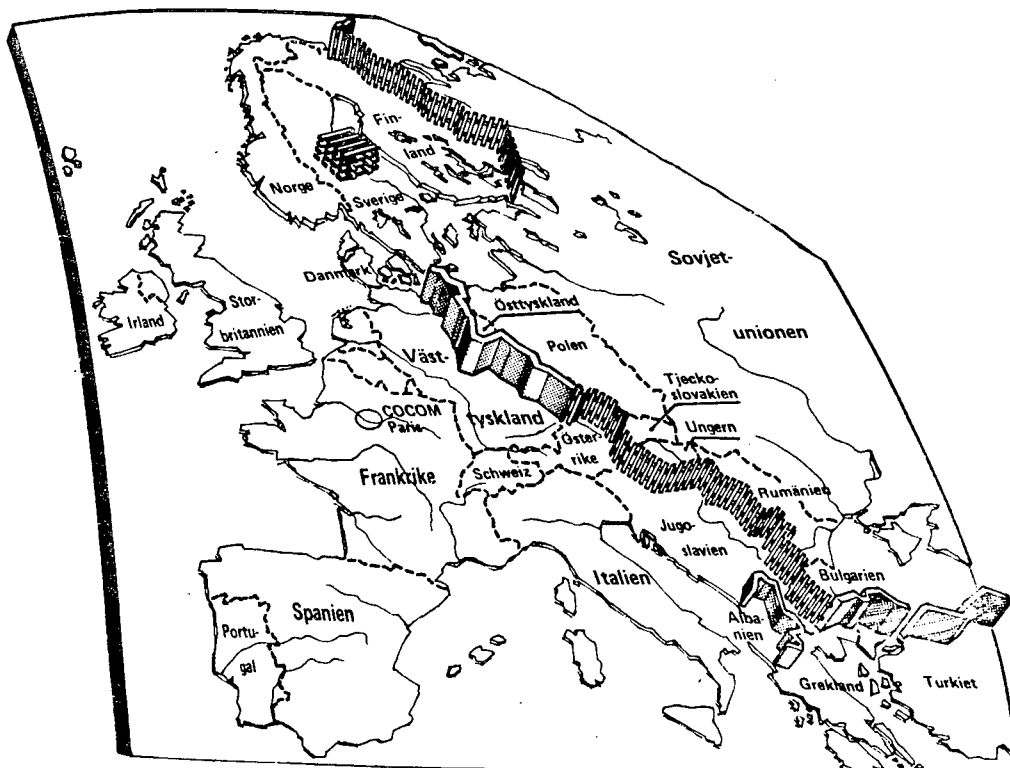 Fin-
land
Norge
Sverige
Sovjet-
unionen
Danmark
Östtyskland
Irland
Stor-
britannien
Väst-
tyskland
Polen
Tjecko-
slovakien
Ungern
COCOM
Paris
Öster-
rike
Schweiz
Frankrike
Rumänien
Jugo-
slavien
Bulgarien
Italien
Spanien
Portu-
gal
Alba-
nien
Grekland
Turkiet